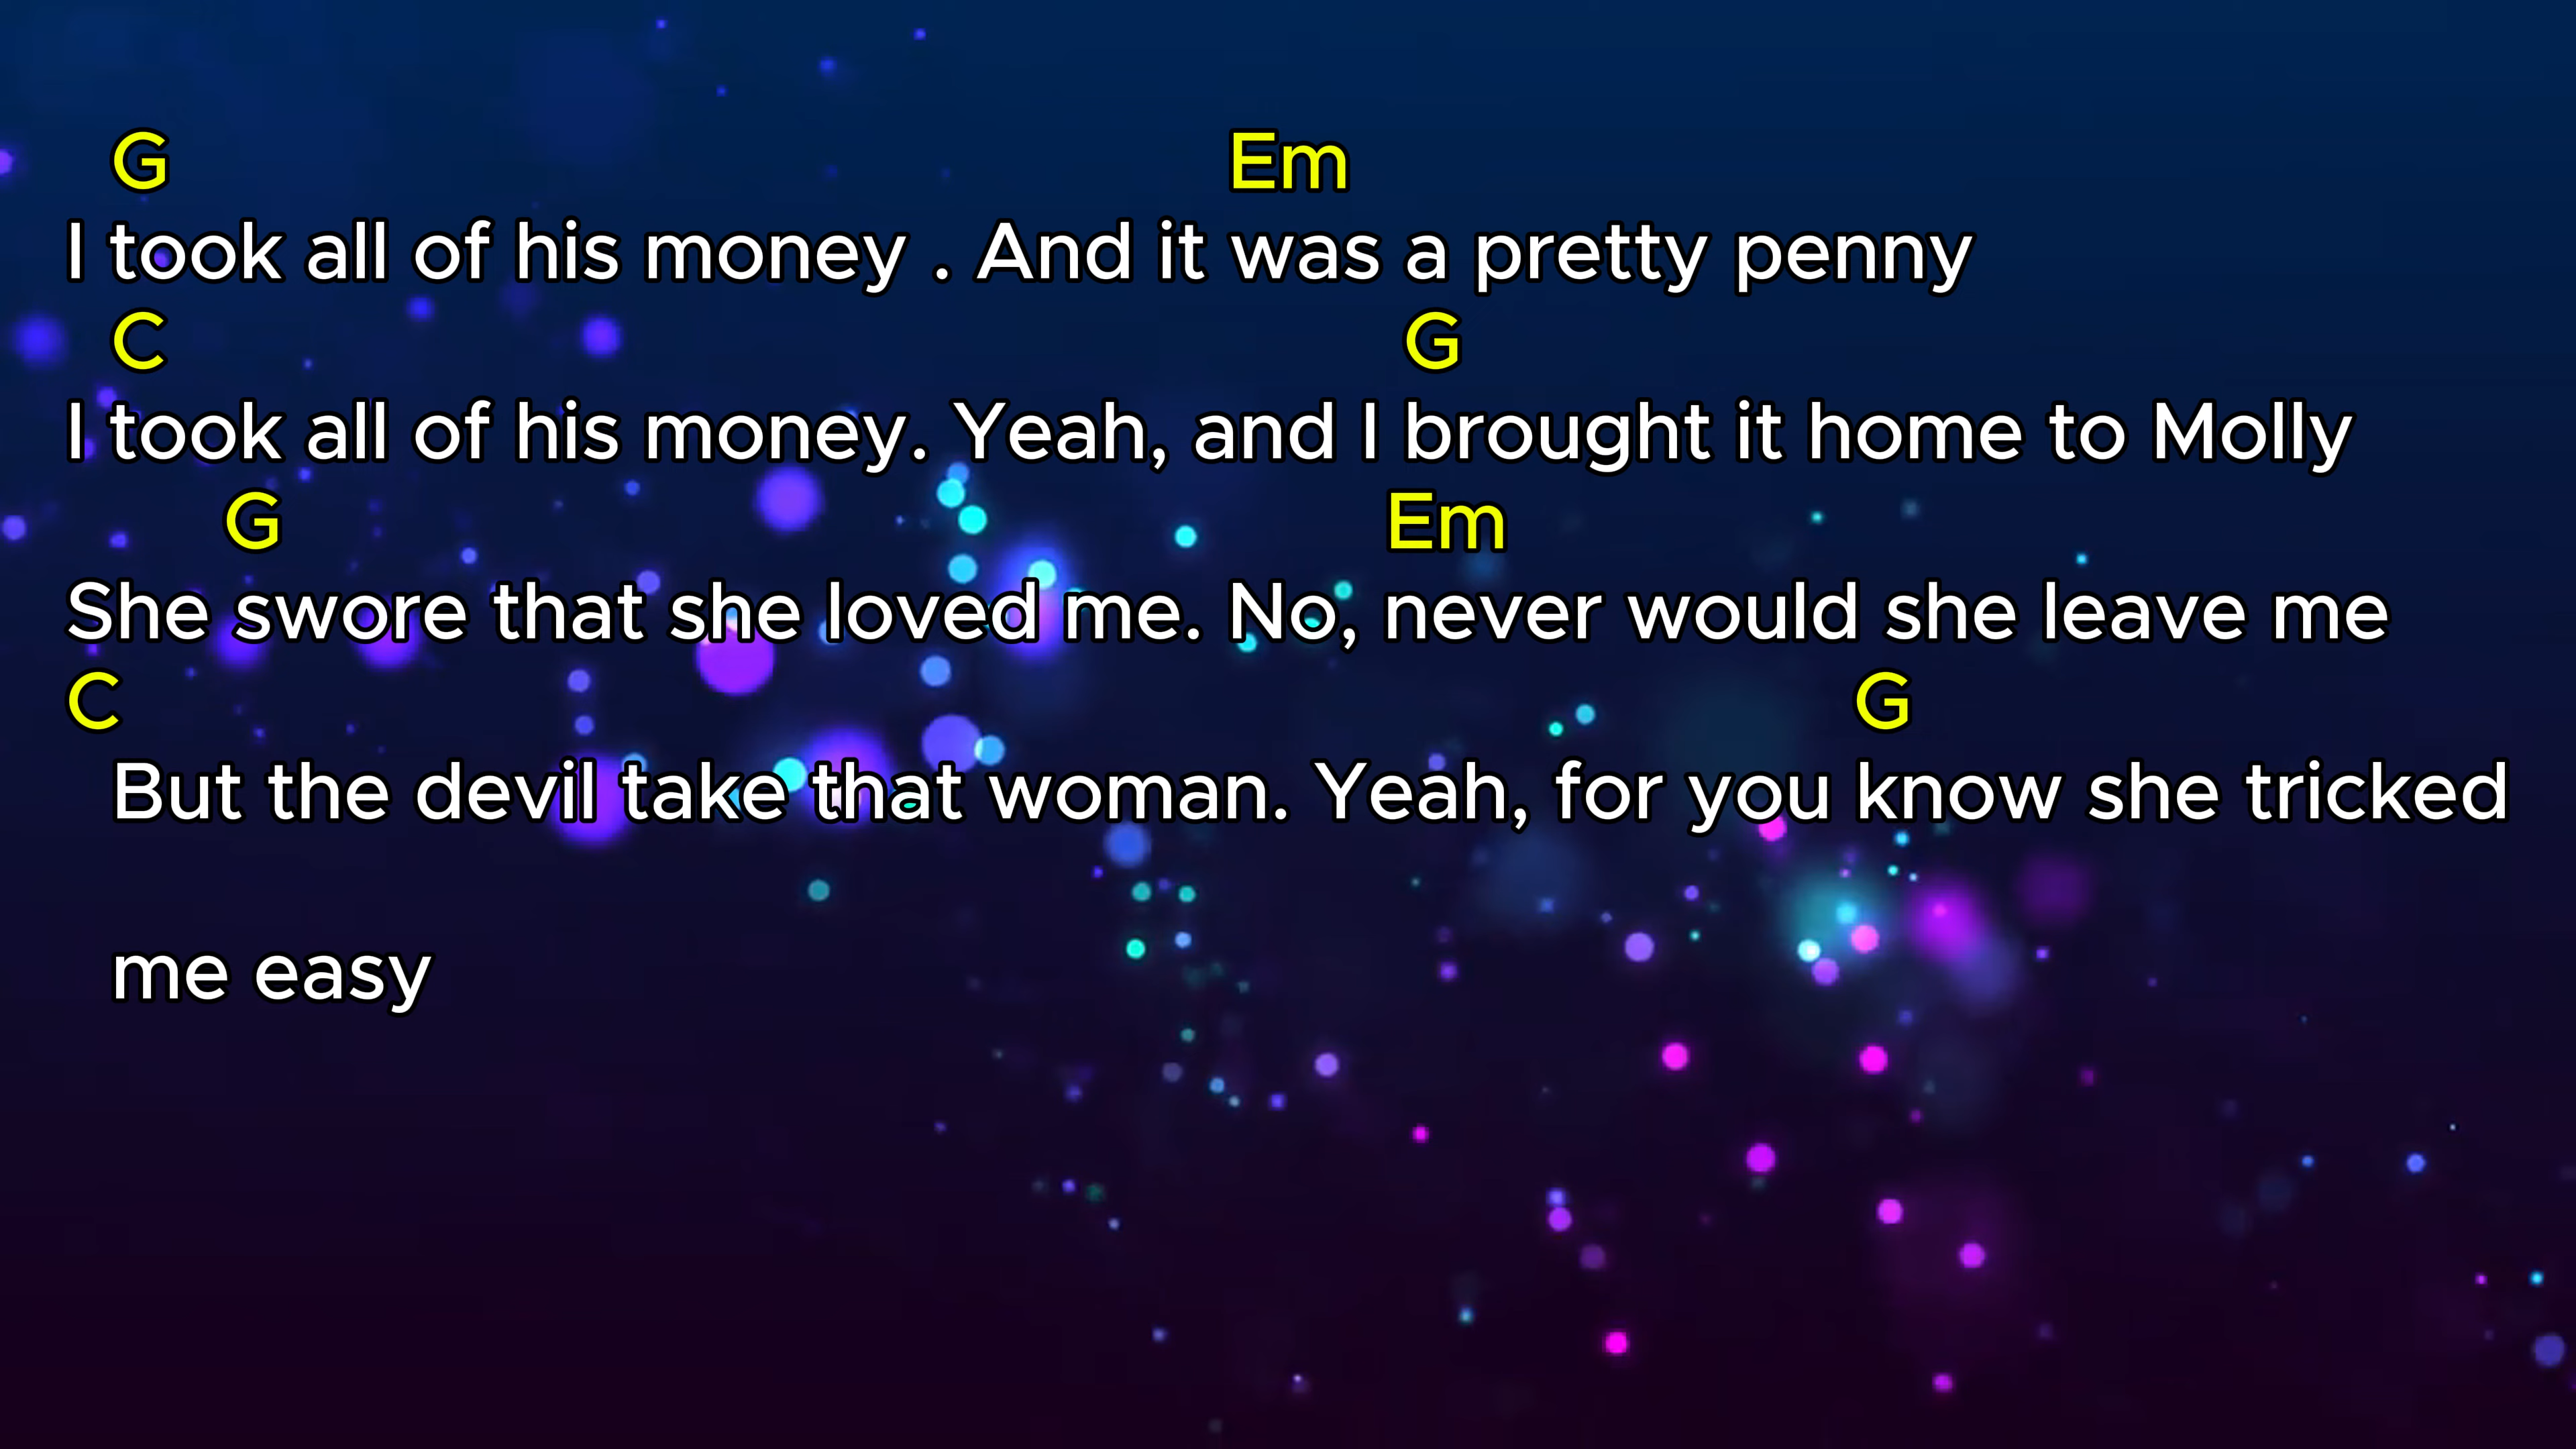 G Em
I took all of his money . And it was a pretty penny
C G
I took all of his money. Yeah, and I brought it home to Molly
G Em
She swore that she loved me. No, never would she leave me
C G
But the devil take that woman. Yeah, for you know she tricked
me easy